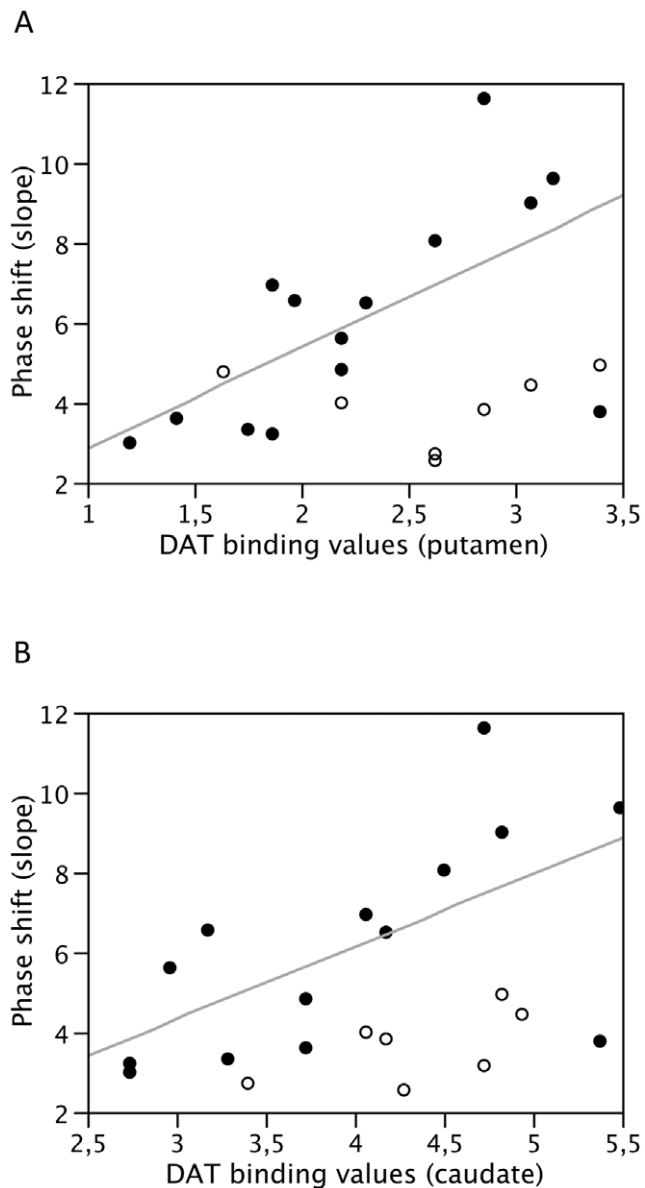 A
12
10
8
6
4
2
Phase shift (slope)
1 1,5 2 2,5 3 3,5
DAT binding values (putamen)
B
12
10
8
6
4
2
Phase shift (slope)
2,5 3 3,5 4 4,5 5 5,5
DAT binding values (caudate)